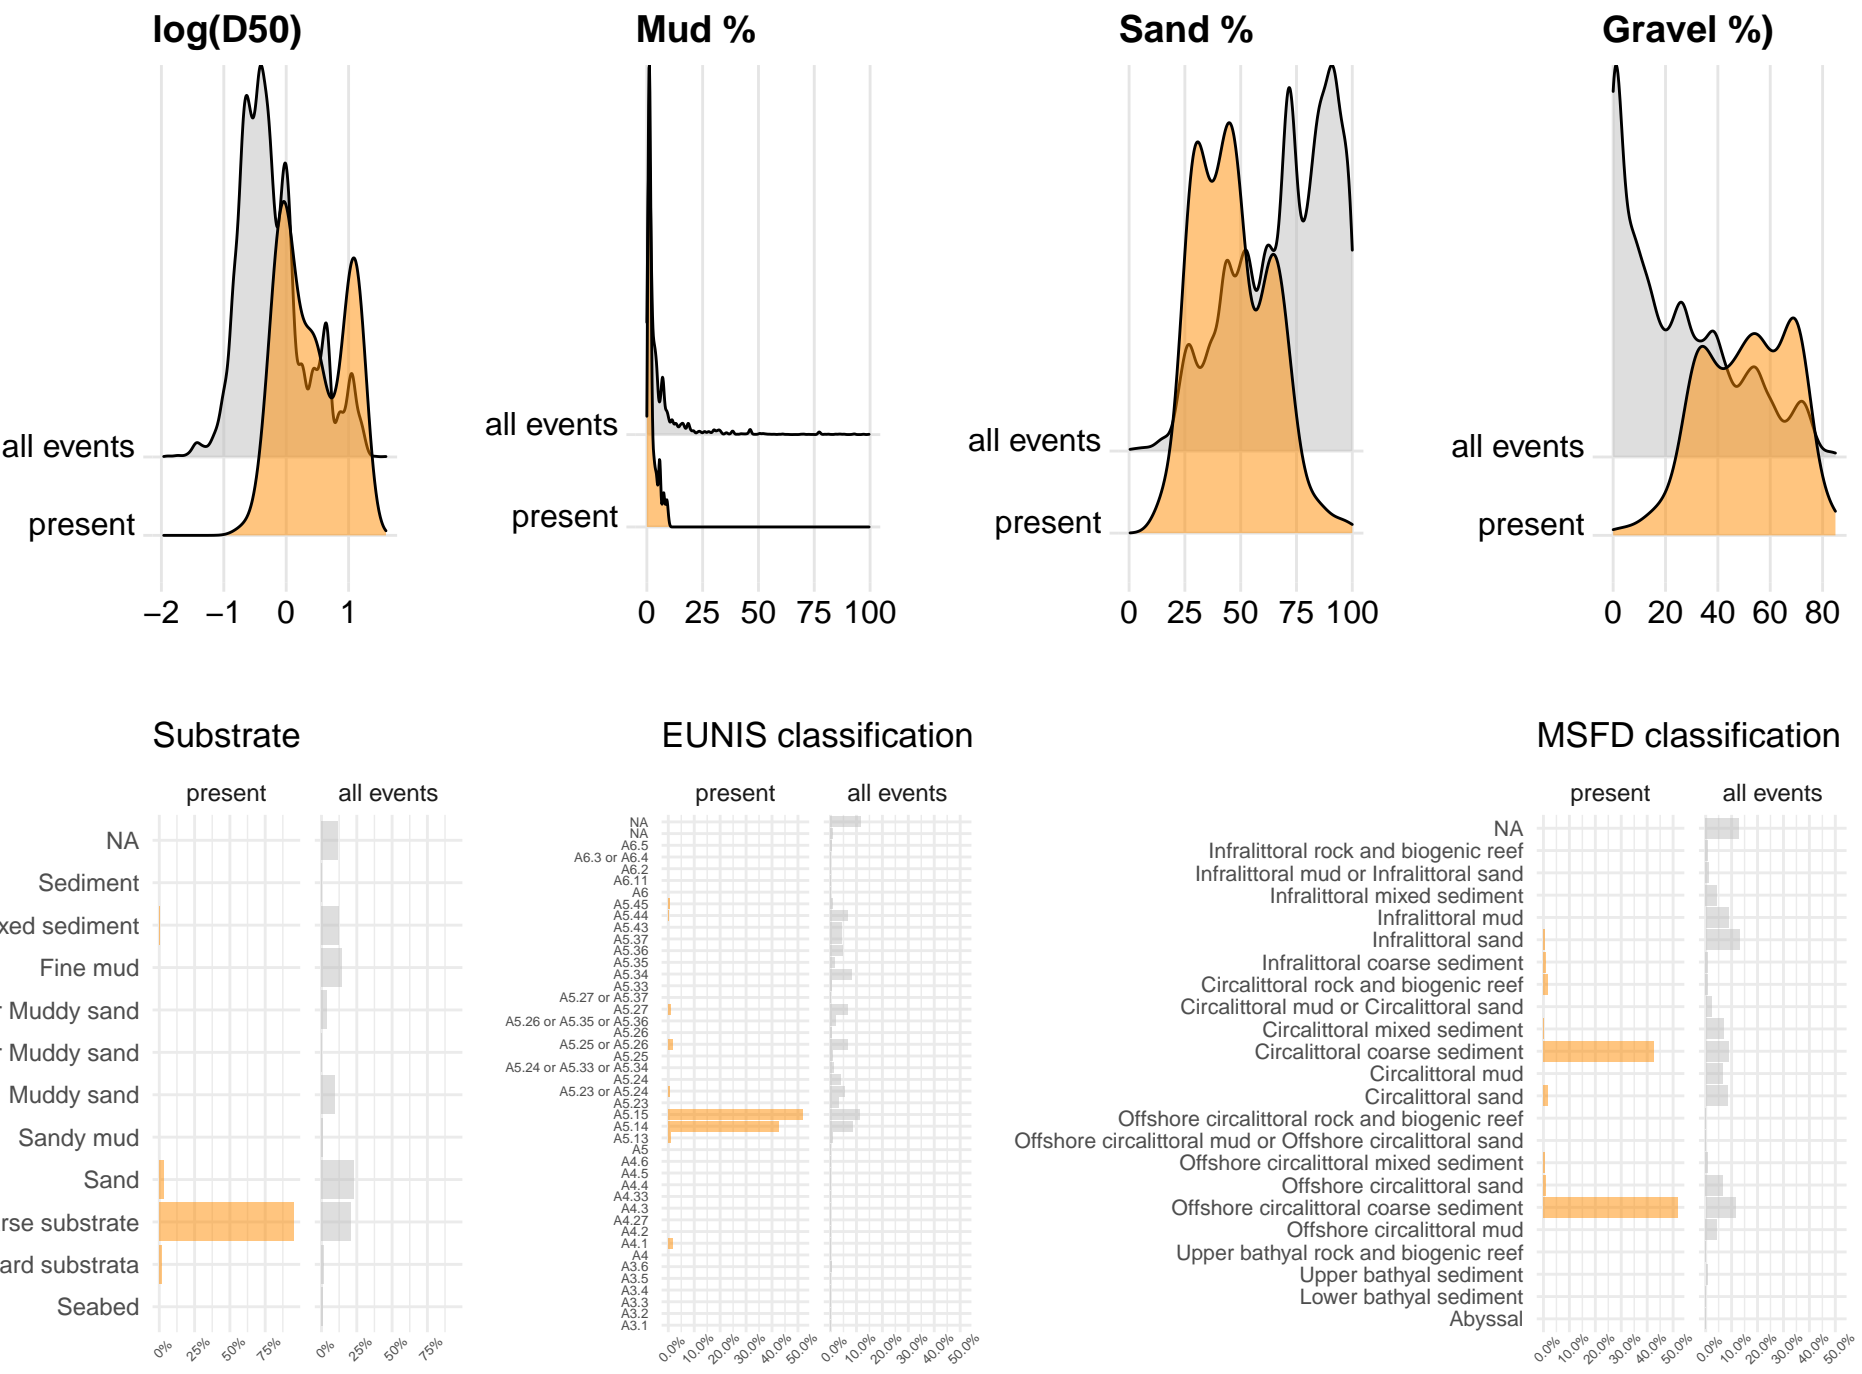 log(D50)
Mud %
Sand %
Gravel %)
all events
present
−2 −1 0 1
all events
present
0 25 50 75 100
all events
present
0 25 50 75 100
all events
present
0 20 40 60 80
Substrate
present all events
NA
Sediment
xed sediment
Fine mud
r Muddy sand
r Muddy sand
Muddy sand
Sandy mud
Sand
rse substrate
ard substrata
Seabed
0% 25% 50% 75% 0% 25% 50% 75%
EUNIS classification
present all events
NA
NA
A6.5
A6.3 or A6.4
A6.2
A6.11
A6
A5.45
A5.44
A5.43
A5.37
A5.36
A5.35
A5.34
A5.33
A5.27 or A5.37
A5.27
A5.26 or A5.35 or A5.36
A5.26
A5.25 or A5.26
A5.25
A5.24 or A5.33 or A5.34
A5.24
A5.23 or A5.24
A5.23
A5.15
A5.14
A5.13
A5
A4.6
A4.5
A4.4
A4.33
A4.3
A4.27
A4.2
A4.1
A4
A3.6
A3.5
A3.4
A3.3
A3.2
A3.1
0.0% 10.0% 20.0% 30.0% 40.0% 50.0% 0.0% 10.0% 20.0% 30.0% 40.0% 50.0%
MSFD classification
present all events
NA
Infralittoral rock and biogenic reef
Infralittoral mud or Infralittoral sand
Infralittoral mixed sediment
Infralittoral mud
Infralittoral sand
Infralittoral coarse sediment
Circalittoral rock and biogenic reef
Circalittoral mud or Circalittoral sand
Circalittoral mixed sediment
Circalittoral coarse sediment
Circalittoral mud
Circalittoral sand
Offshore circalittoral rock and biogenic reef
Offshore circalittoral mud or Offshore circalittoral sand
Offshore circalittoral mixed sediment
Offshore circalittoral sand
Offshore circalittoral coarse sediment
Offshore circalittoral mud
Upper bathyal rock and biogenic reef
Upper bathyal sediment
Lower bathyal sediment
Abyssal
0.0% 10.0% 20.0% 30.0% 40.0% 50.0% 0.0% 10.0% 20.0% 30.0% 40.0% 50.0%